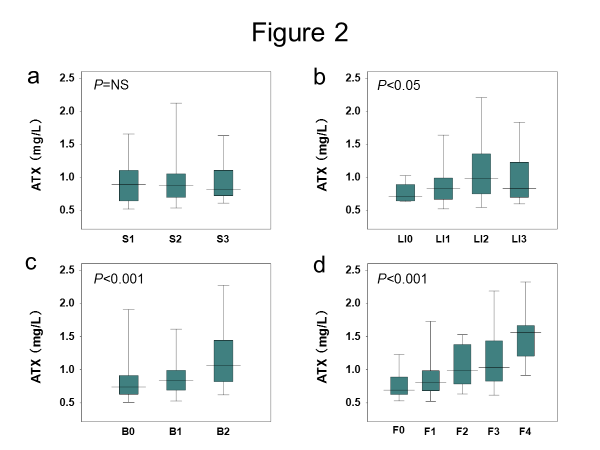 Figure 2
a
P=NS
ATX (mg/L)
2.5
2.0
1.5
1.0
0.5
S1 S2 S3
b
P<0.05
ATX (mg/L)
2.5
2.0
1.5
1.0
0.5
LI0 LI1 LI2 LI3
c
P<0.001
ATX (mg/L)
2.5
2.0
1.5
1.0
0.5
B0 B1 B2
d
P<0.001
ATX (mg/L)
2.5
2.0
1.5
1.0
0.5
F0 F1 F2 F3 F4